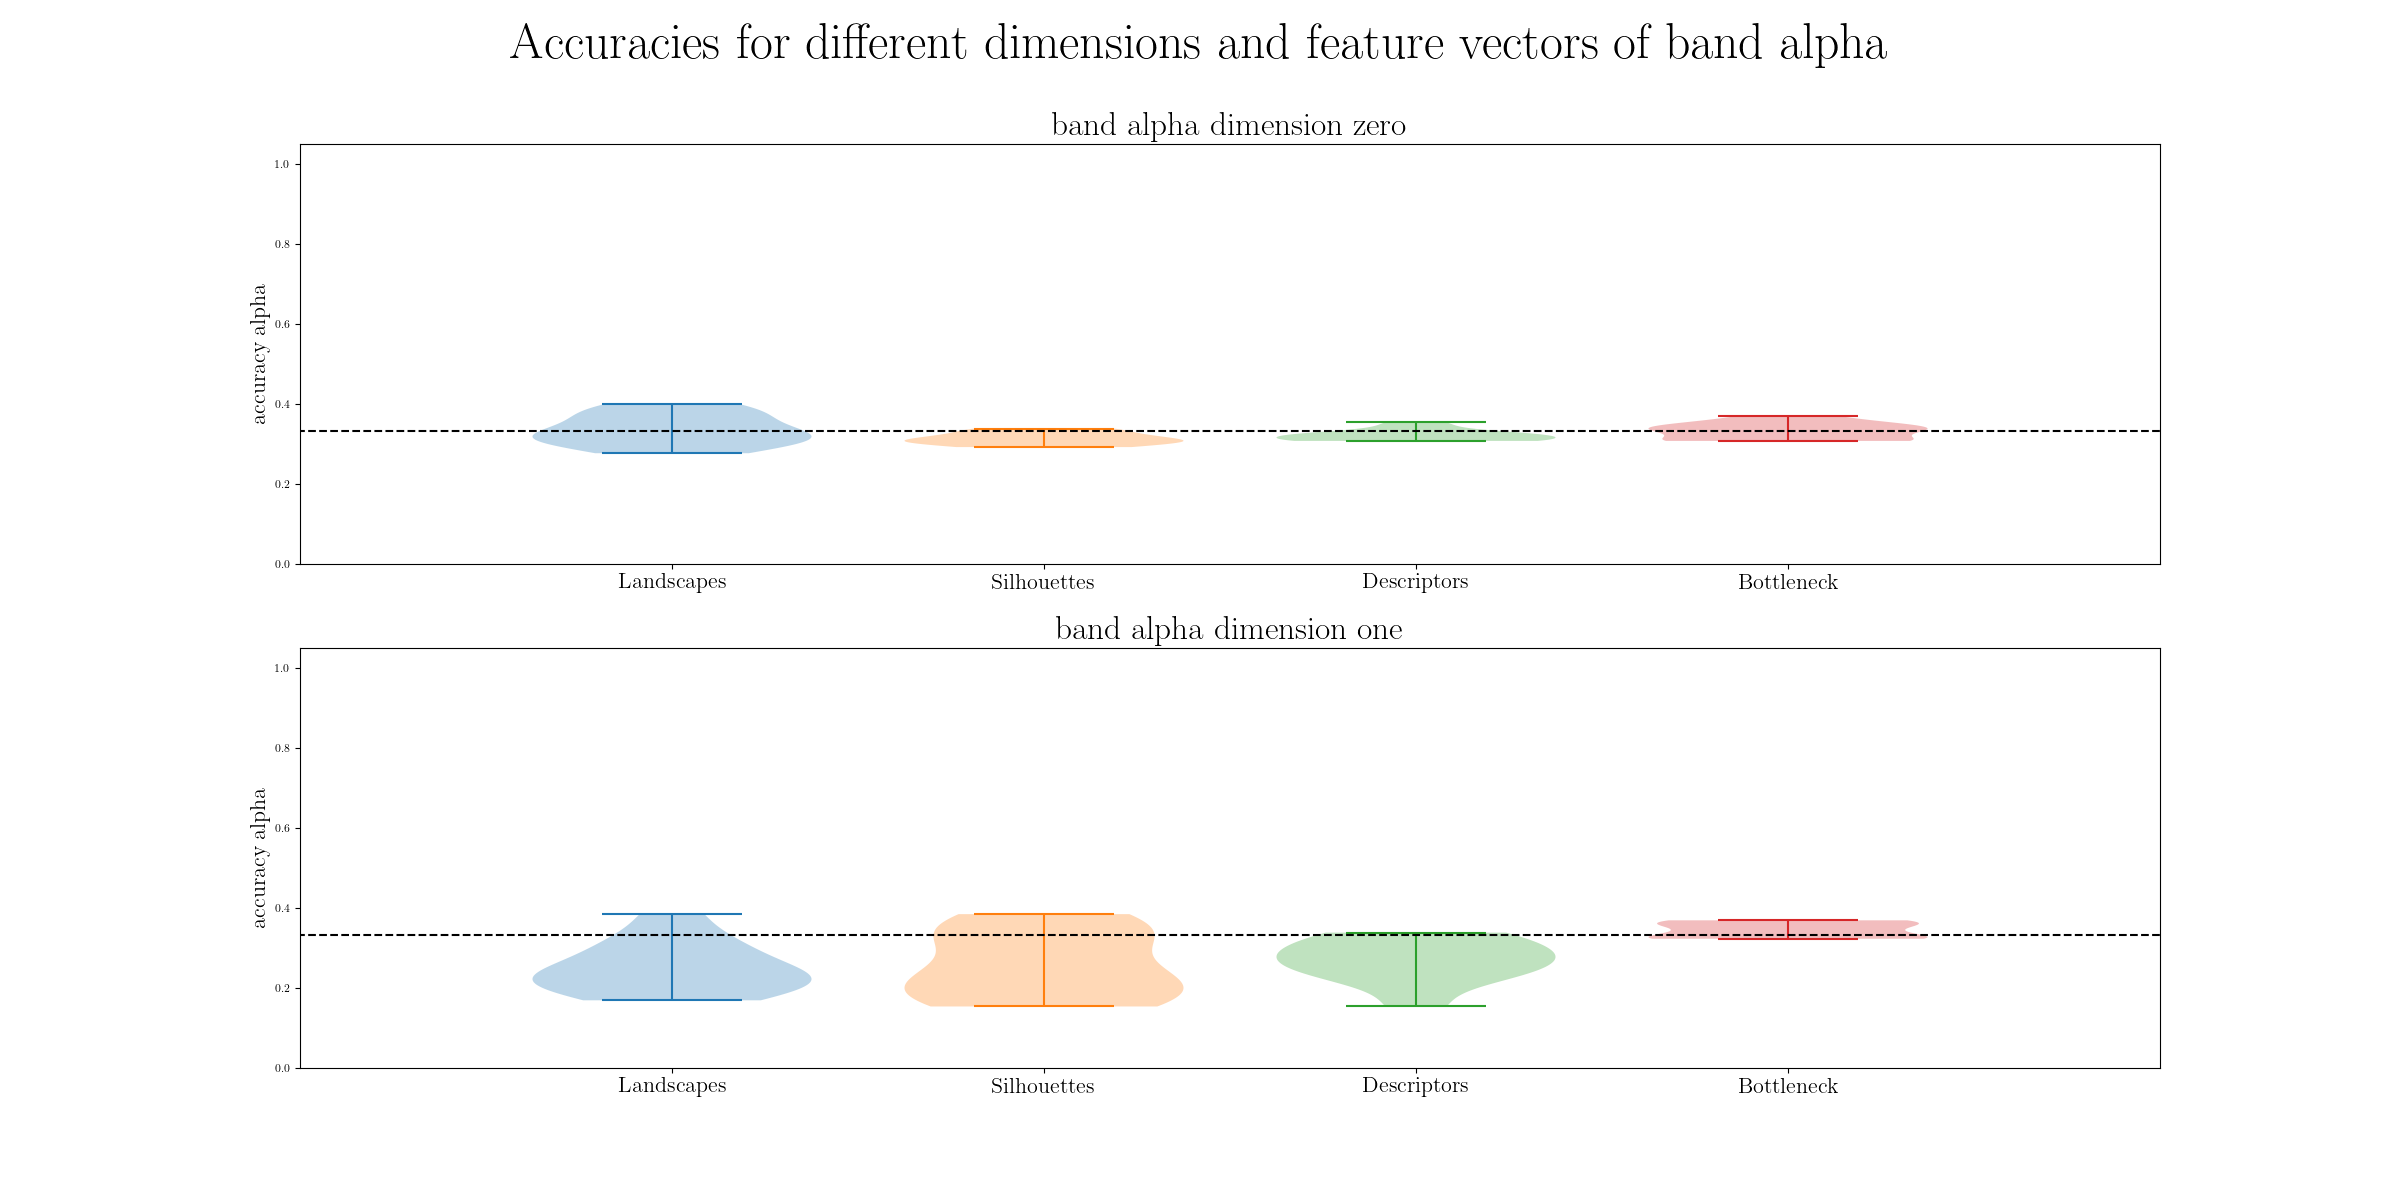 Accuracies for different dimensions and feature vectors of band alpha
band alpha dimension zero
accuracy alpha
1.0
0.8
0.6
0.4
0.2
0.0
Landscapes Silhouettes Descriptors Bottleneck
band alpha dimension one
accuracy alpha
1.0
0.8
0.6
0.4
0.2
0.0
Landscapes Silhouettes Descriptors Bottleneck